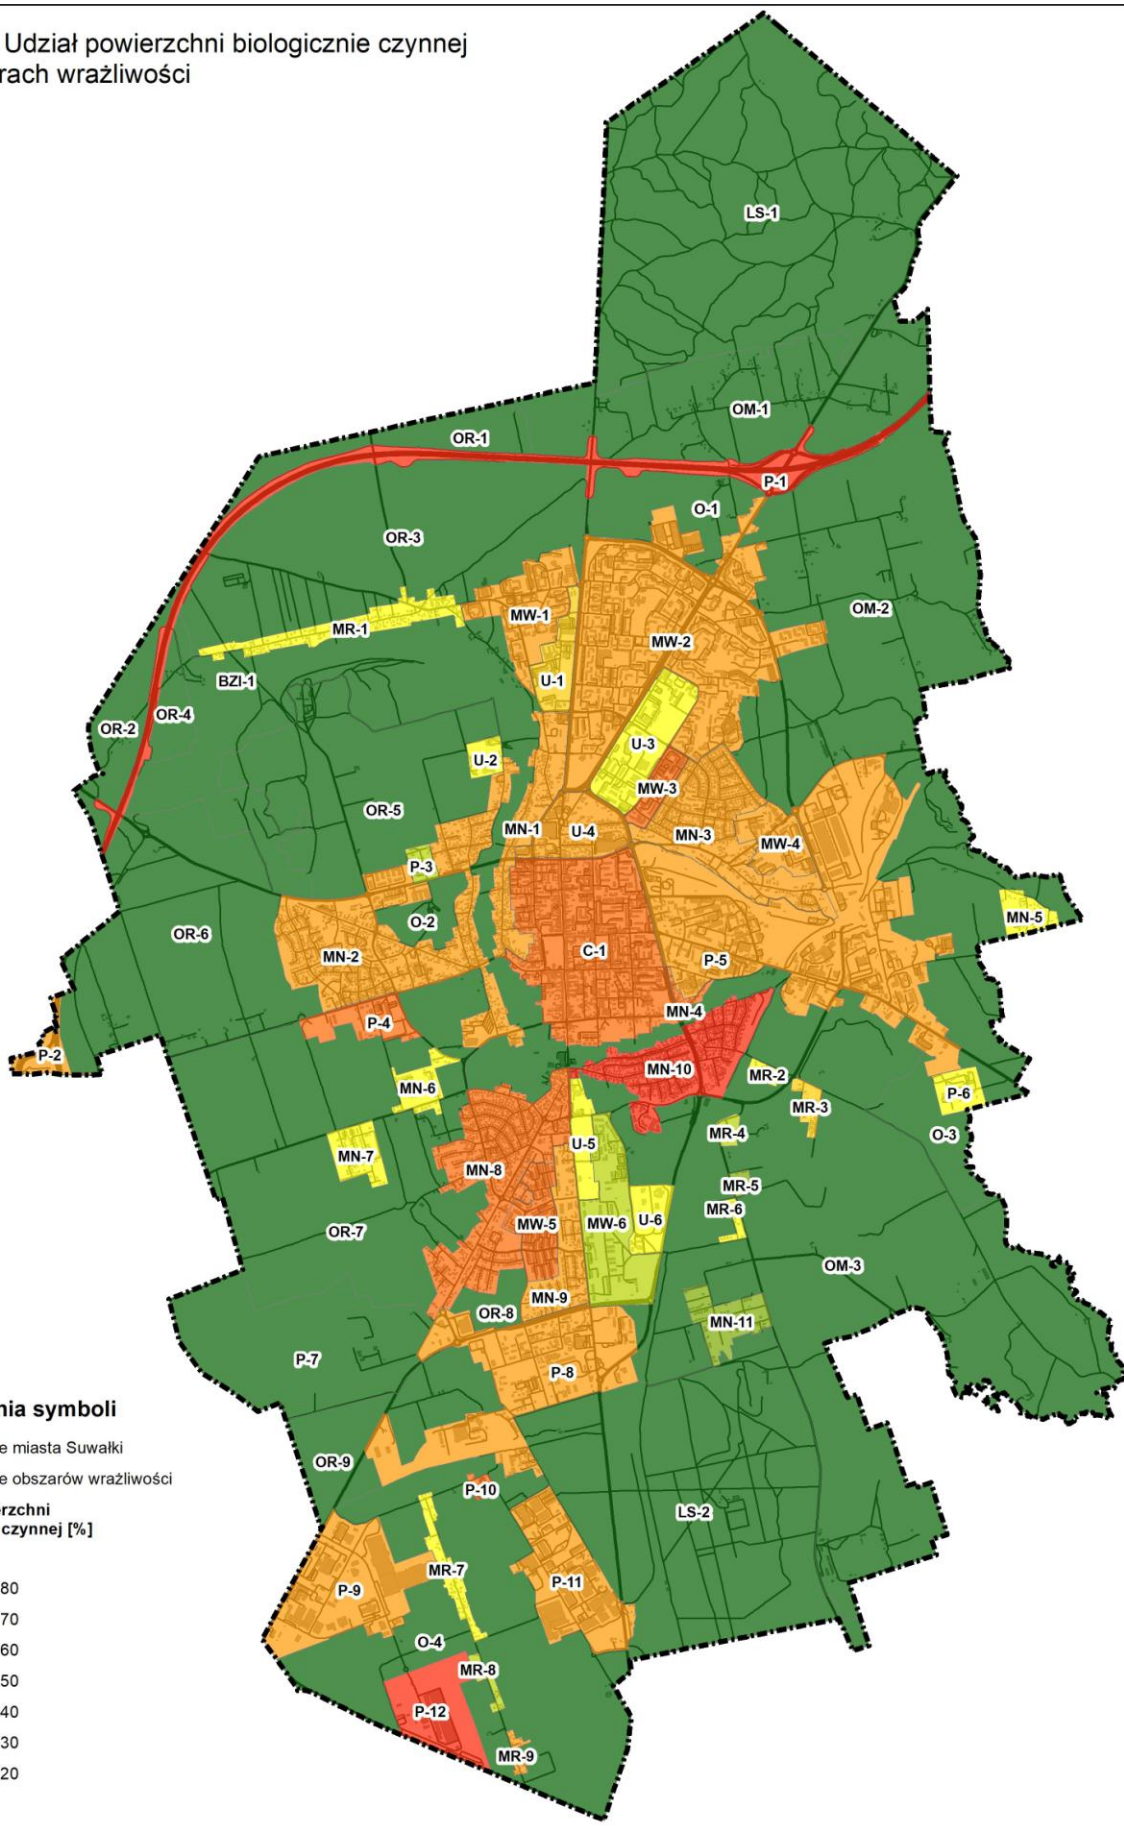 Udział powierzchni biologicznie czynnej
rach wrażliwości
LS-1
OM-1
OR-1
P-1
O-1
OR-3
OM-2
MW-1
MR-1
MW-2
BZI-1
U-1
OR-4
OR-2
U-3
U-2
MW-3
OR-5
MN-1
U-4
MN-3
MW-4
P-3
O-2
MN-5
OR-6
C-1
MN-2
P-5
MN-4
P-4
P-2
MN-10
MR-2
MN-6
P-6
MR-3
MR-4
O-3
U-5
MN-7
MN-8
MR-5
MR-6
MW-5
MW-6
U-6
OR-7
OM-3
MN-9
OR-8
MN-11
P-7
P-8
nia symboli
e miasta Suwałki
OR-9
e obszarów wrażliwości
P-10
rzchni
LS-2
czynnej [%]
MR-7
P-11
80
P-9
70
O-4
60
MR-8
50
P-12
40
30
MR-9
20